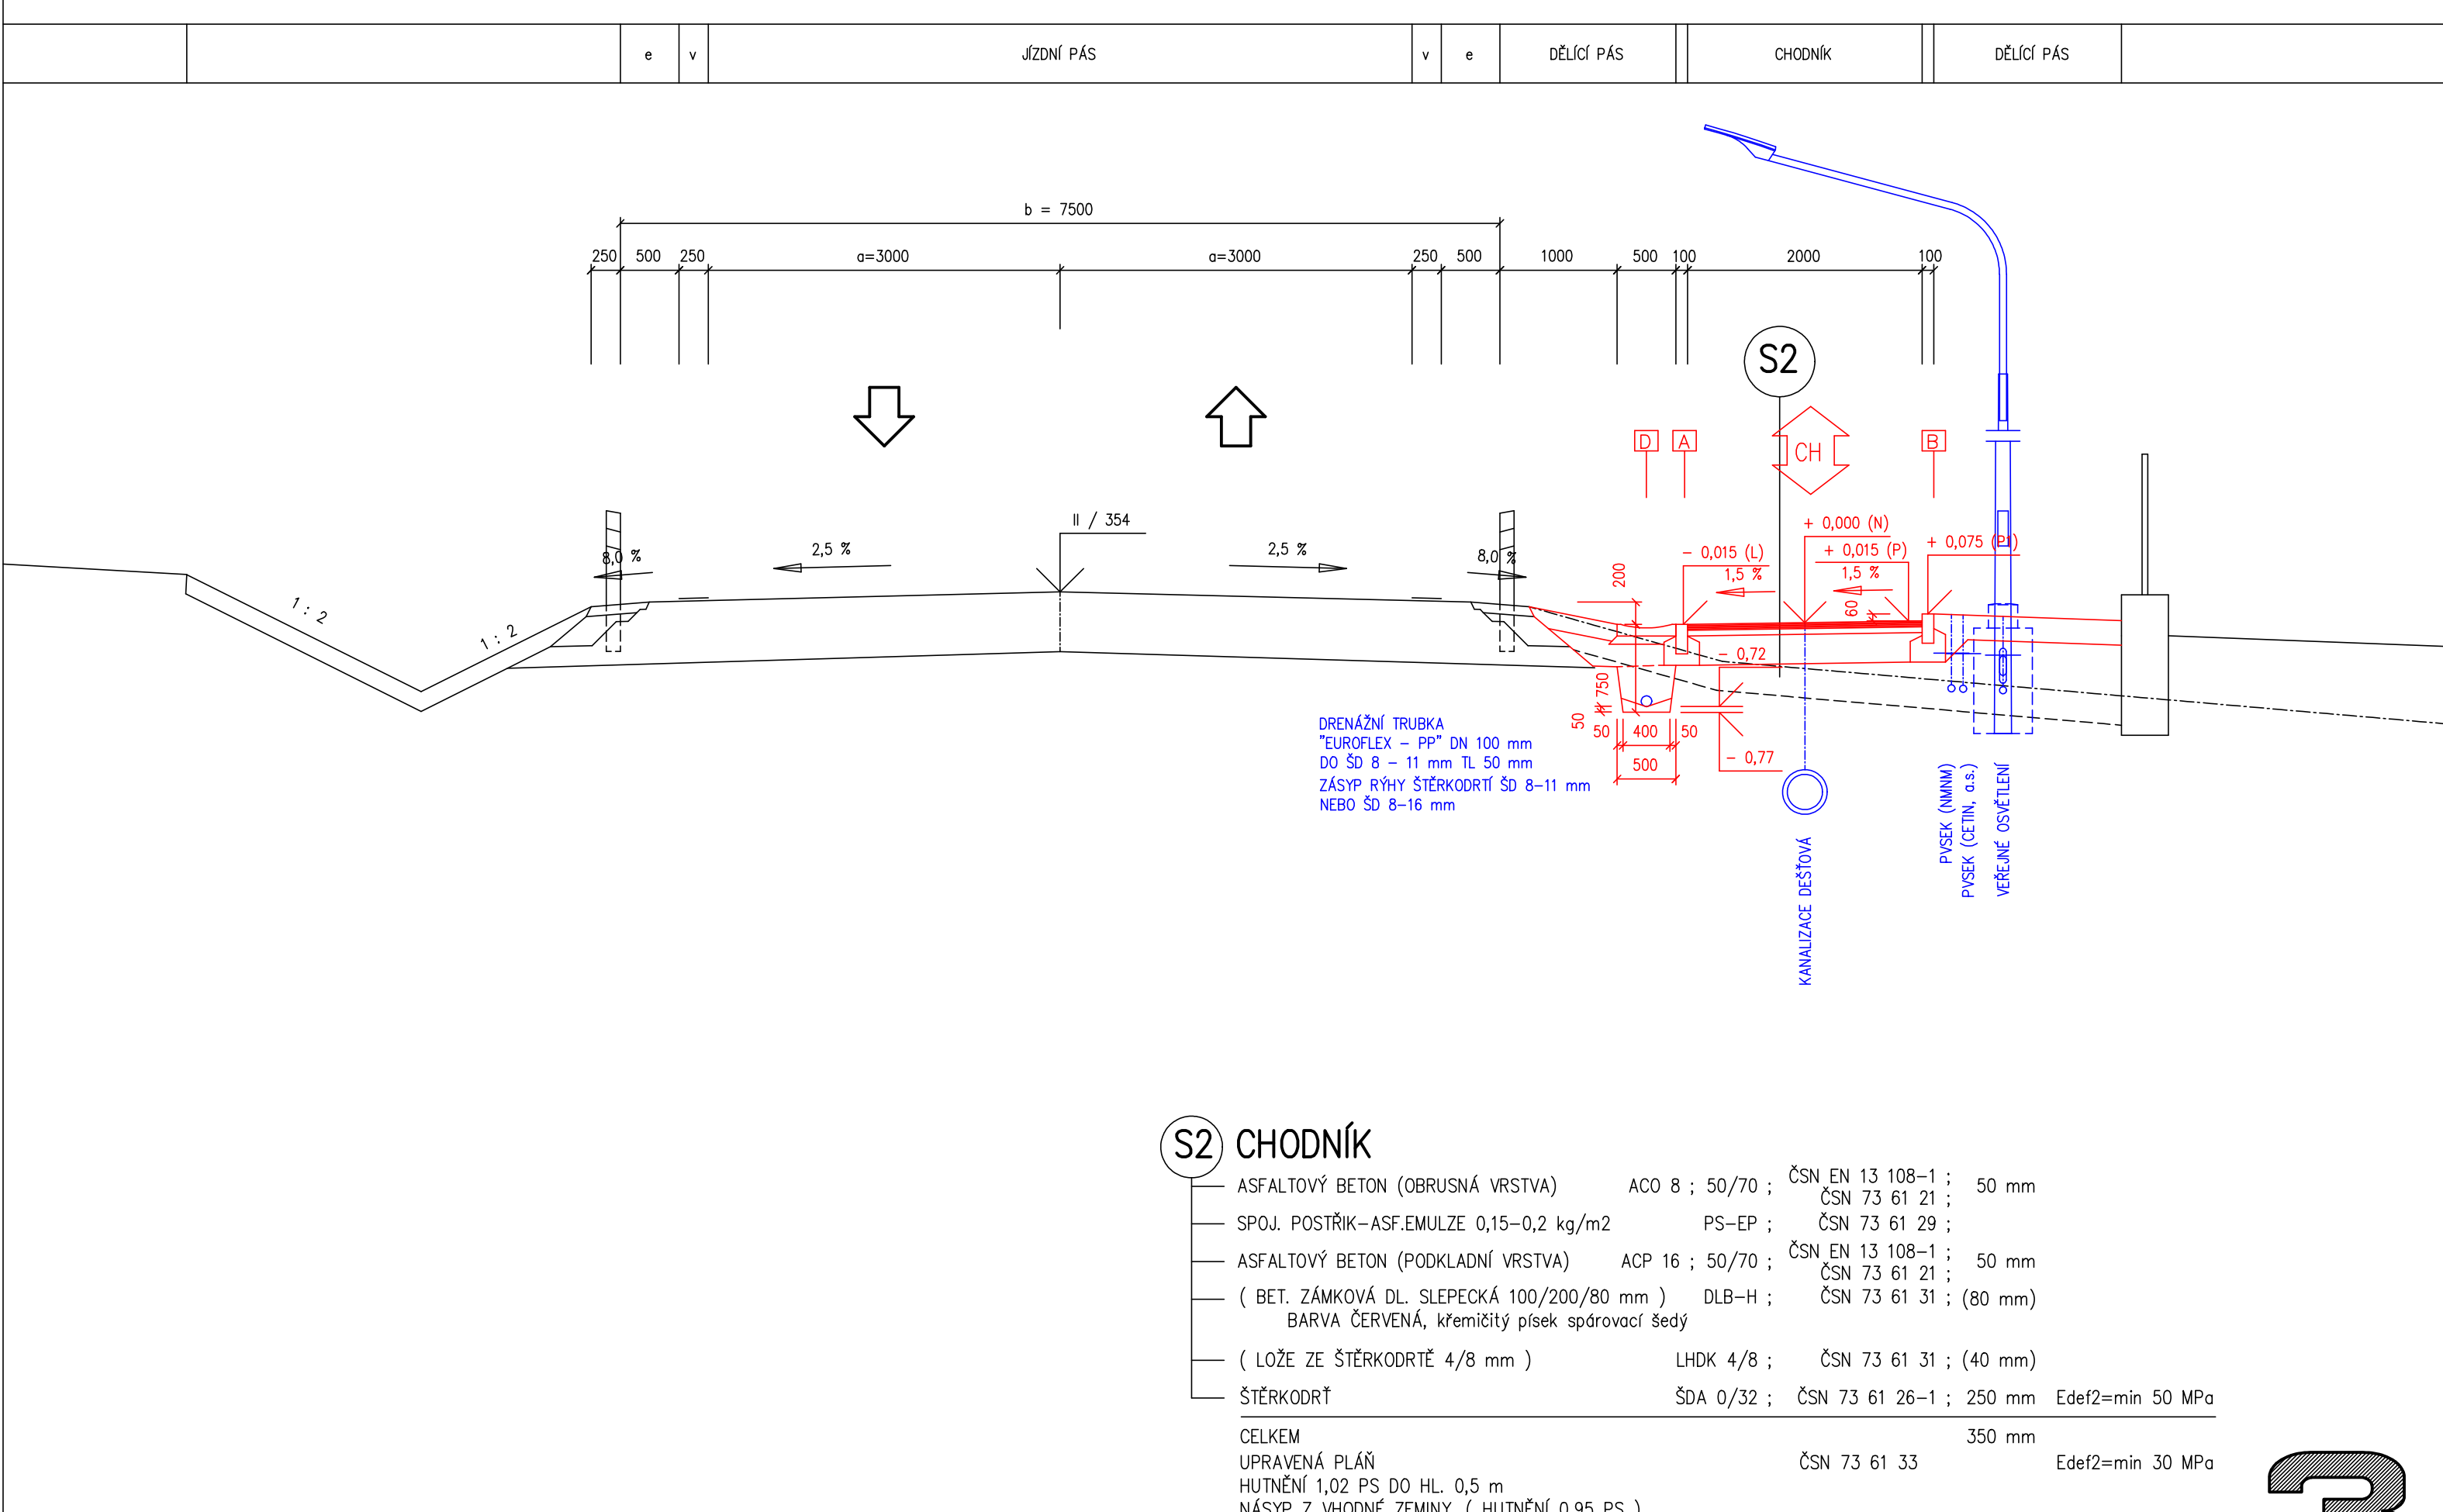 e v JÍZDNÍ PÁS v e DĚLÍCÍ PÁS CHODNÍK DĚLÍCÍ PÁS
b = 7500
250 500 250 a=3000 a=3000 250 500 1000 500 100 2000 100
S2
D A CH B
II / 354
+ 0,000 (N)
8,0 % 2,5 % 2,5 % 8,0 %
- 0,015 (L) + 0,015 (P) + 0,075 (P1)
200 1,5 % 1,5 %
60
1 : 2 1 : 2
- 0,72
750
50
50 400 50
- 0,77
500
DRENÁŽNÍ TRUBKA
"EUROFLEX - PP" DN 100 mm
DO ŠD 8 - 11 mm TL 50 mm
ZÁSYP RÝHY ŠTĚRKODRTÍ ŠD 8-11 mm
NEBO ŠD 8-16 mm
KANALIZACE DEŠŤOVÁ
PVSEK (NMNM)
PVSEK (CETIN, a.s.)
VEŘEJNÉ OSVĚTLENÍ
S2 CHODNÍK
ASFALTOVÝ BETON (OBRUSNÁ VRSTVA) ACO 8 ; 50/70 ; ČSN EN 13 108-1 ; 50 mm
ČSN 73 61 21 ;
SPOJ. POSTŘIK-ASF.EMULZE 0,15-0,2 kg/m2 PS-EP ; ČSN 73 61 29 ;
ASFALTOVÝ BETON (PODKLADNÍ VRSTVA) ACP 16 ; 50/70 ; ČSN EN 13 108-1 ; 50 mm
ČSN 73 61 21 ;
( BET. ZÁMKOVÁ DL. SLEPECKÁ 100/200/80 mm ) DLB-H ; ČSN 73 61 31 ; (80 mm)
BARVA ČERVENÁ, křemičitý písek spárovací šedý
( LOŽE ZE ŠTĚRKODRTĚ 4/8 mm ) LHDK 4/8 ; ČSN 73 61 31 ; (40 mm)
ŠTĚRKODRŤ ŠDA 0/32 ; ČSN 73 61 26-1 ; 250 mm Edef2=min 50 MPa
CELKEM 350 mm
UPRAVENÁ PLÁŇ ČSN 73 61 33 Edef2=min 30 MPa
HUTNĚNÍ 1,02 PS DO HL. 0,5 m
NÁSYP Z VHODNÉ ZEMINY ( HUTNĚNÍ 0,95 PS )